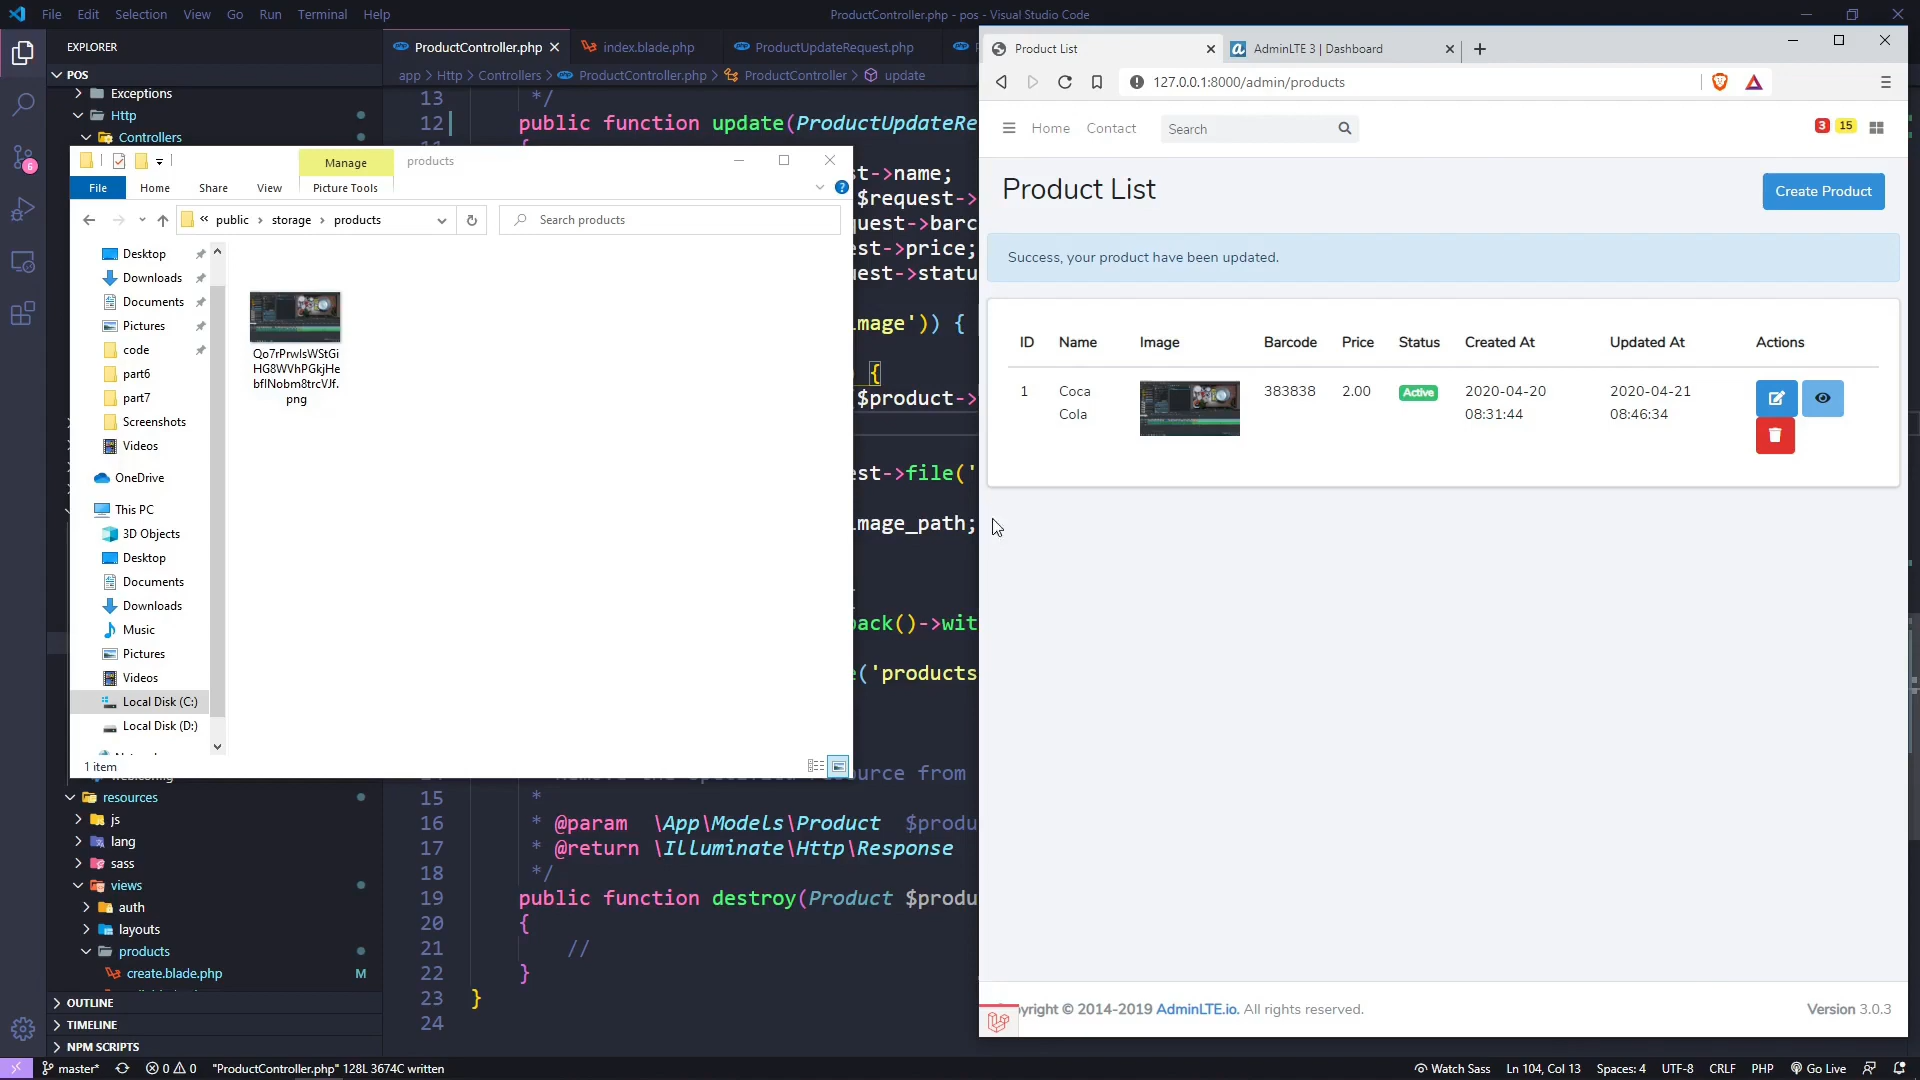 File Edit Selection View Go Run Terminal Help
ProductController.php - pos - Visual Studio Code
EXPLORER
POS
Exceptions
Http
Controllers
ProductController.php
index.blade.php
ProductUpdateRequest.php
app > Http > Controllers > ProductController.php > ProductController > update
13 */
12 public function update(ProductUpdateRe
st->name;
$request->
uest->barc
est->price;
uest->statu
mage')) {
{
$product->
est->file('
mage_path;
back()->wit
('products
ource from
15 *
16 * @param \App\Models\Product $produ
17 * @return \Illuminate\Http\Response
18 */
19 public function destroy(Product $produ
20 {
21 //
22 }
23 }
24
Manage
products
File Home Share View Picture Tools
« public > storage > products
Search products
Desktop
Downloads
Documents
Pictures
code
part6
part7
Screenshots
Videos
OneDrive
This PC
3D Objects
Desktop
Documents
Downloads
Music
Pictures
Videos
Local Disk (C:)
Local Disk (D:)
1 item
resources
js
lang
sass
views
auth
layouts
products
create.blade.php M
OUTLINE
TIMELINE
NPM SCRIPTS
Product List
AdminLTE 3 | Dashboard
127.0.0.1:8000/admin/products
Home Contact Search
3 15
Product List
Create Product
Success, your product have been updated.
ID Name Image Barcode Price Status Created At Updated At Actions
1 Coca Cola 383838 2.00 Active 2020-04-20 08:31:44 2020-04-21 08:46:34
yright © 2014-2019 AdminLTE.io. All rights reserved.
Version 3.0.3
6
master* 0 0 "ProductController.php" 128L 3674C written
Watch Sass Ln 104, Col 13 Spaces: 4 UTF-8 CRLF PHP Go Live